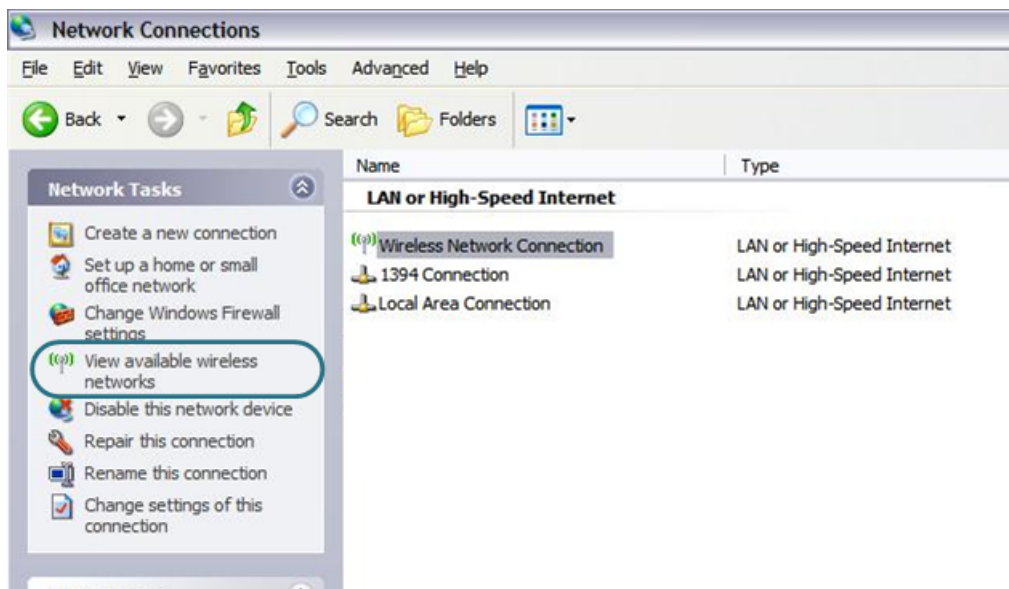 Network Connections
File Edit View Favorites Tools Advanced Help
Back Search Folders
Name Type
Network Tasks
Create a new connection
Set up a home or small
office network
Change Windows Firewall
settings
View available wireless
networks
Disable this network device
Repair this connection
Rename this connection
Change settings of this
connection
LAN or High-Speed Internet
Wireless Network Connection LAN or High-Speed Internet
1394 Connection LAN or High-Speed Internet
Local Area Connection LAN or High-Speed Internet